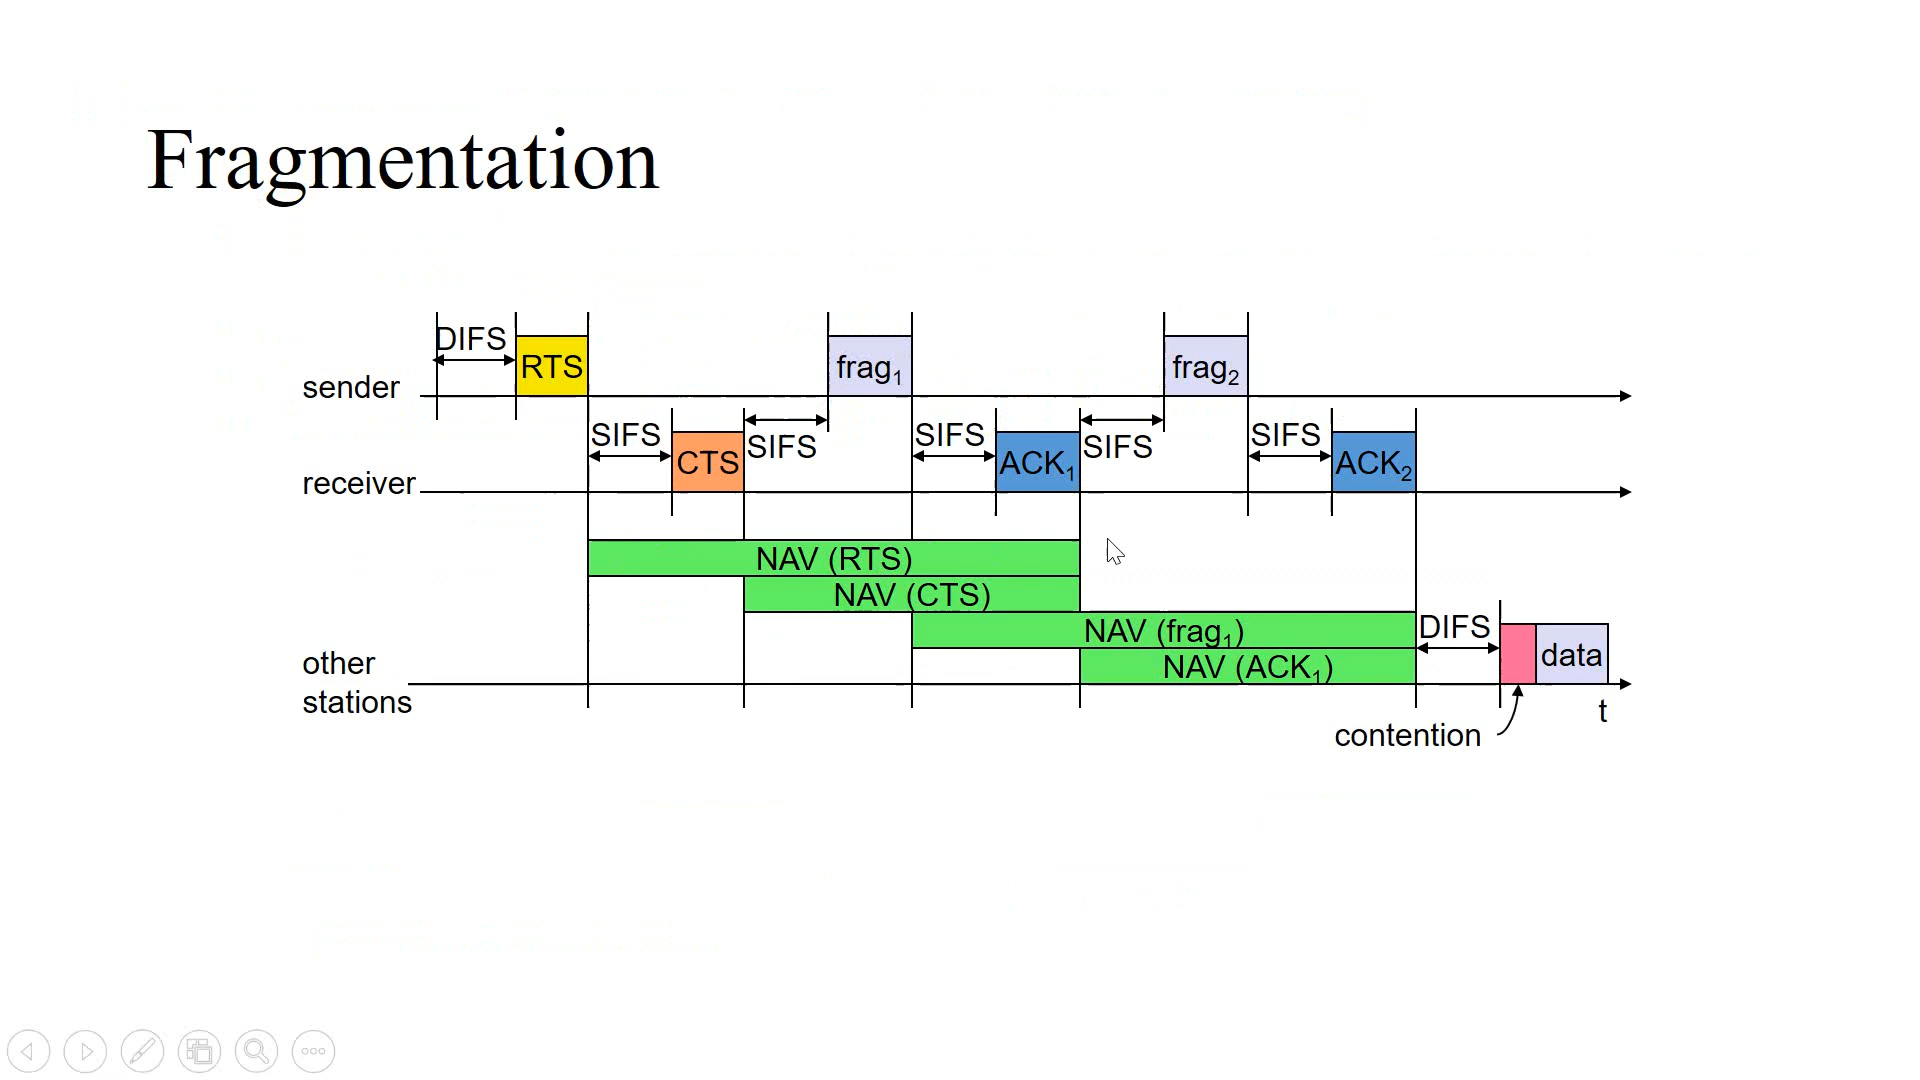 Fragmentation
DIFS
RTS
frag₁
frag₂
sender
SIFS
CTS
SIFS
SIFS
ACK₁
SIFS
SIFS
ACK₂
receiver
NAV (RTS)
NAV (CTS)
NAV (frag₁)
DIFS
NAV (ACK₁)
data
other
stations
t
contention